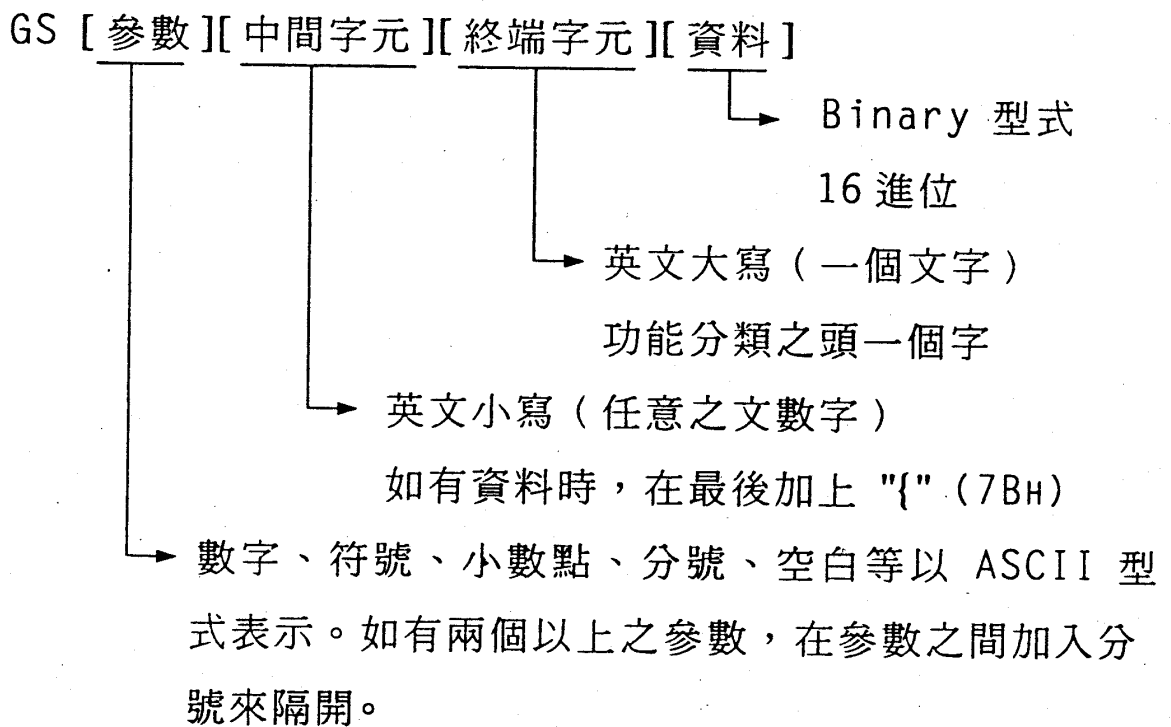 GS [參數][中間字元][終端字元][資料]
Binary 型式
16進位
英文大寫(一個文字)
功能分類之頭一個字
英文小寫(任意之文數字)
如有資料時，在最後加上 "{" (7BH)
數字、符號、小數點、分號、空白等以 ASCII 型
式表示。如有兩個以上之參數，在參數之間加入分
號來隔開。